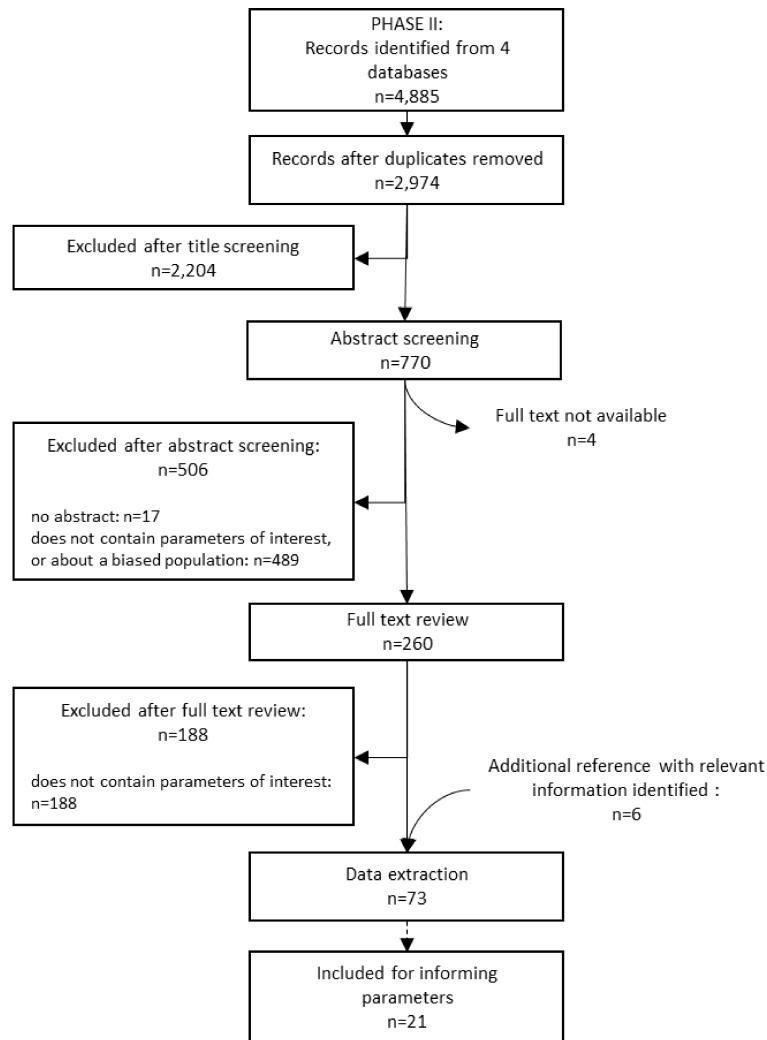 PHASE II:
Records identified from 4
databases
n=4,885
Records after duplicates removed
n=2,974
Excluded after title screening
n=2,204
Abstract screening
n=770
Full text not available
n=4
Excluded after abstract screening:
n=506
no abstract: n=17
does not contain parameters of interest,
or about a biased population: n=489
Full text review
n=260
Excluded after full text review:
n=188
does not contain parameters of interest:
n=188
Additional reference with relevant
information identified :
n=6
Data extraction
n=73
Included for informing
parameters
n=21